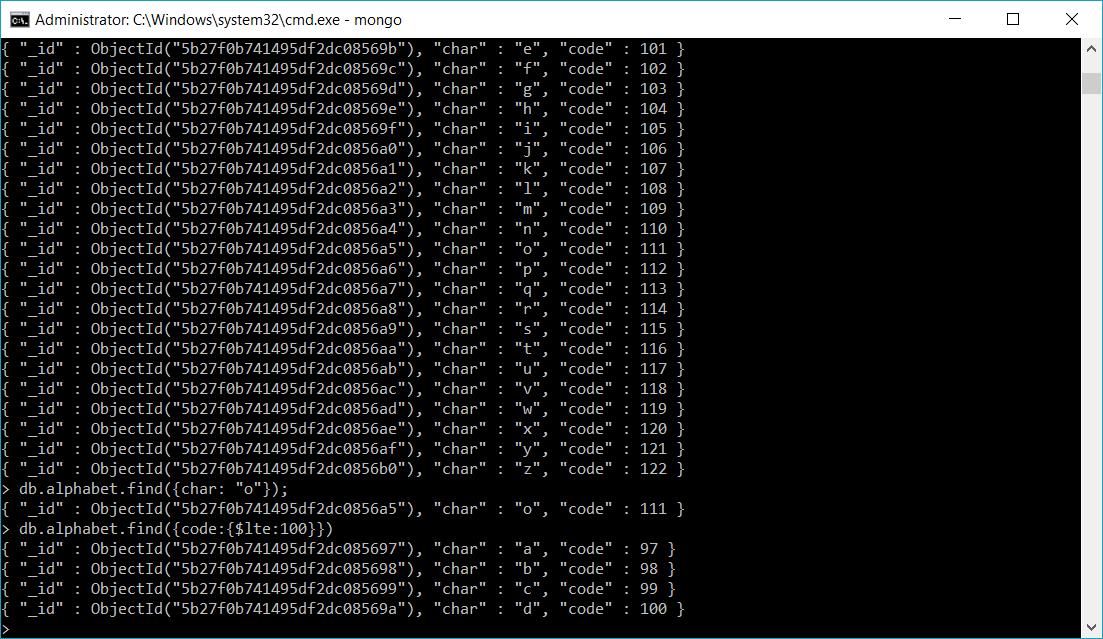 Administrator: C:\Windows\system32\cmd.exe - mongo
{ "_id" : ObjectId("5b27f0b741495df2dc08569b"), "char" : "e", "code" : 101 }
{ "_id" : ObjectId("5b27f0b741495df2dc08569c"), "char" : "f", "code" : 102 }
{ "_id" : ObjectId("5b27f0b741495df2dc08569d"), "char" : "g", "code" : 103 }
{ "_id" : ObjectId("5b27f0b741495df2dc08569e"), "char" : "h", "code" : 104 }
{ "_id" : ObjectId("5b27f0b741495df2dc08569f"), "char" : "i", "code" : 105 }
{ "_id" : ObjectId("5b27f0b741495df2dc0856a0"), "char" : "j", "code" : 106 }
{ "_id" : ObjectId("5b27f0b741495df2dc0856a1"), "char" : "k", "code" : 107 }
{ "_id" : ObjectId("5b27f0b741495df2dc0856a2"), "char" : "l", "code" : 108 }
{ "_id" : ObjectId("5b27f0b741495df2dc0856a3"), "char" : "m", "code" : 109 }
{ "_id" : ObjectId("5b27f0b741495df2dc0856a4"), "char" : "n", "code" : 110 }
{ "_id" : ObjectId("5b27f0b741495df2dc0856a5"), "char" : "o", "code" : 111 }
{ "_id" : ObjectId("5b27f0b741495df2dc0856a6"), "char" : "p", "code" : 112 }
{ "_id" : ObjectId("5b27f0b741495df2dc0856a7"), "char" : "q", "code" : 113 }
{ "_id" : ObjectId("5b27f0b741495df2dc0856a8"), "char" : "r", "code" : 114 }
{ "_id" : ObjectId("5b27f0b741495df2dc0856a9"), "char" : "s", "code" : 115 }
{ "_id" : ObjectId("5b27f0b741495df2dc0856aa"), "char" : "t", "code" : 116 }
{ "_id" : ObjectId("5b27f0b741495df2dc0856ab"), "char" : "u", "code" : 117 }
{ "_id" : ObjectId("5b27f0b741495df2dc0856ac"), "char" : "v", "code" : 118 }
{ "_id" : ObjectId("5b27f0b741495df2dc0856ad"), "char" : "w", "code" : 119 }
{ "_id" : ObjectId("5b27f0b741495df2dc0856ae"), "char" : "x", "code" : 120 }
{ "_id" : ObjectId("5b27f0b741495df2dc0856af"), "char" : "y", "code" : 121 }
{ "_id" : ObjectId("5b27f0b741495df2dc0856b0"), "char" : "z", "code" : 122 }
> db.alphabet.find({char: "o"});
{ "_id" : ObjectId("5b27f0b741495df2dc0856a5"), "char" : "o", "code" : 111 }
> db.alphabet.find({code:{$lte:100}})
{ "_id" : ObjectId("5b27f0b741495df2dc085697"), "char" : "a", "code" : 97 }
{ "_id" : ObjectId("5b27f0b741495df2dc085698"), "char" : "b", "code" : 98 }
{ "_id" : ObjectId("5b27f0b741495df2dc085699"), "char" : "c", "code" : 99 }
{ "_id" : ObjectId("5b27f0b741495df2dc08569a"), "char" : "d", "code" : 100 }
>